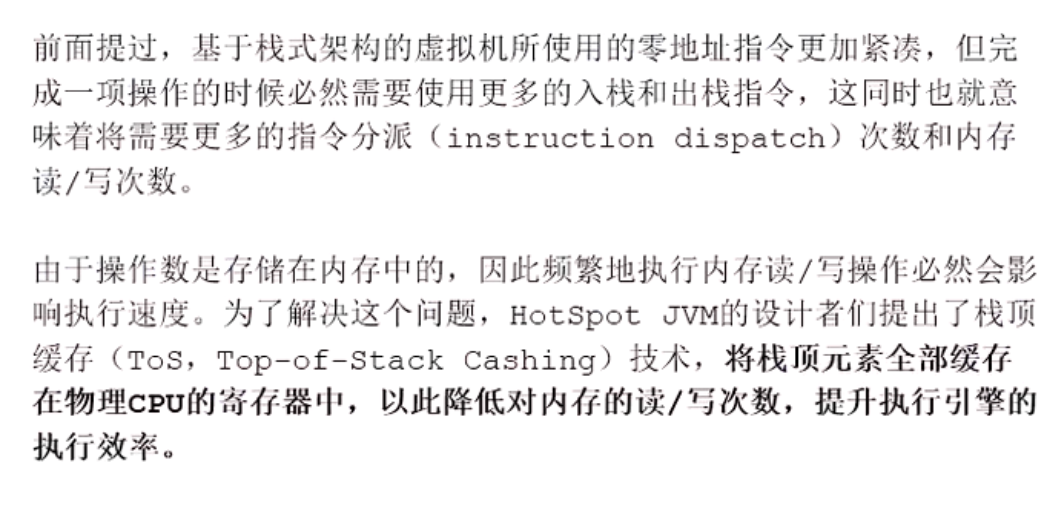 前面提过，基于栈式架构的虚拟机所使用的零地址指令更加紧凑，但完
成一项操作的时候必然需要使用更多的入栈和出栈指令，这同时也就意
味着将需要更多的指令分派（instruction dispatch）次数和内存
读/写次数。
由于操作数是存储在内存中的，因此频繁地执行内存读/写操作必然会影
响执行速度。为了解决这个问题，HotSpot JVM的设计者们提出了栈顶
缓存（ToS，Top-of-Stack Cashing）技术，将栈顶元素全部缓存
在物理CPU的寄存器中，以此降低对内存的读/写次数，提升执行引擎的
执行效率。